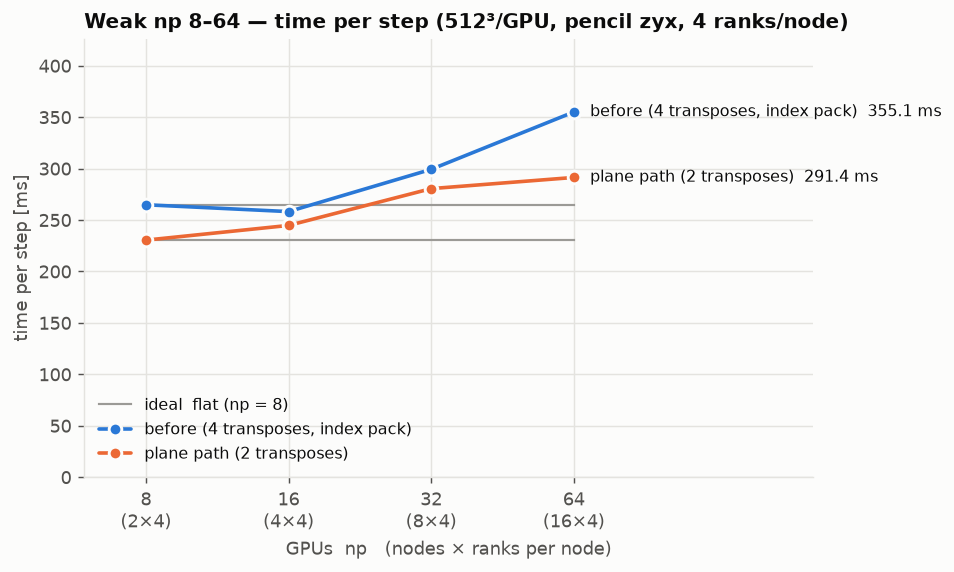 Weak np 8–64 — time per step (512³/GPU, pencil zyx, 4 ranks/node)
400
350
300
250
200
150
100
50
0
time per step [ms]
before (4 transposes, index pack)  355.1 ms
plane path (2 transposes)  291.4 ms
ideal  flat (np = 8)
before (4 transposes, index pack)
plane path (2 transposes)
8
(2×4)
16
(4×4)
32
(8×4)
64
(16×4)
GPUs  np   (nodes × ranks per node)